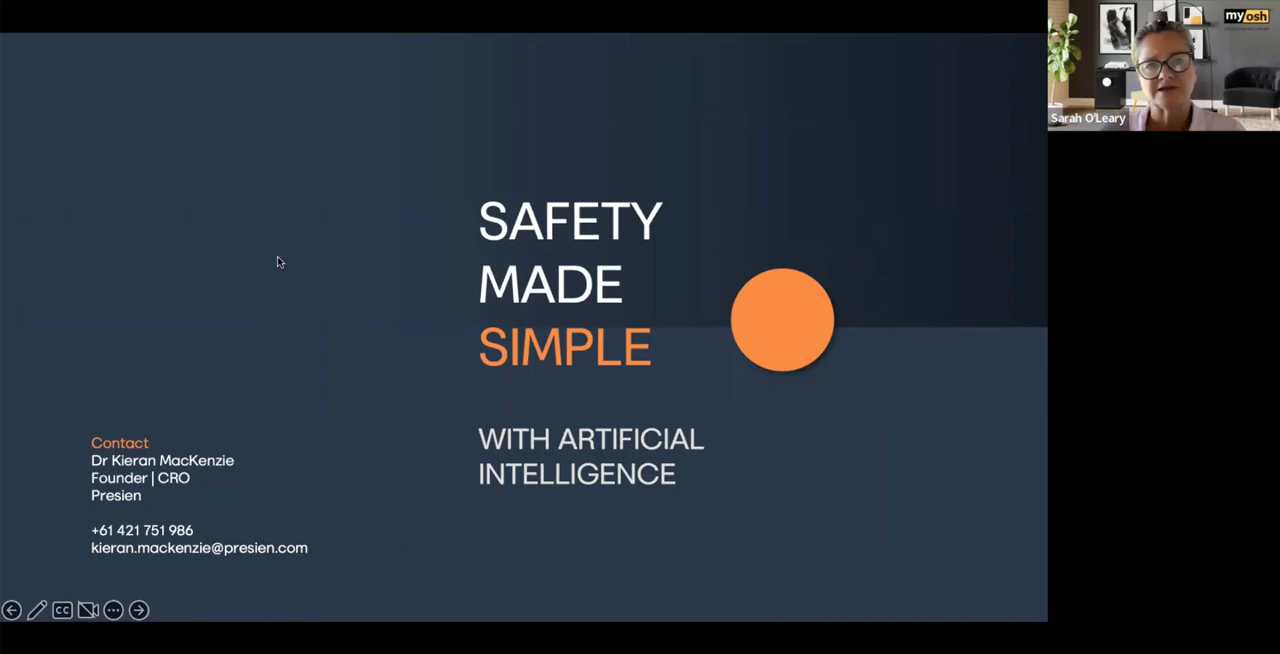 SAFETY
MADE
SIMPLE
WITH ARTIFICIAL
INTELLIGENCE
Contact
Dr Kieran MacKenzie
Founder | CRO
Presien
+61 421 751 986
kieran.mackenzie@presien.com
CC
myosh
Sarah O'Leary